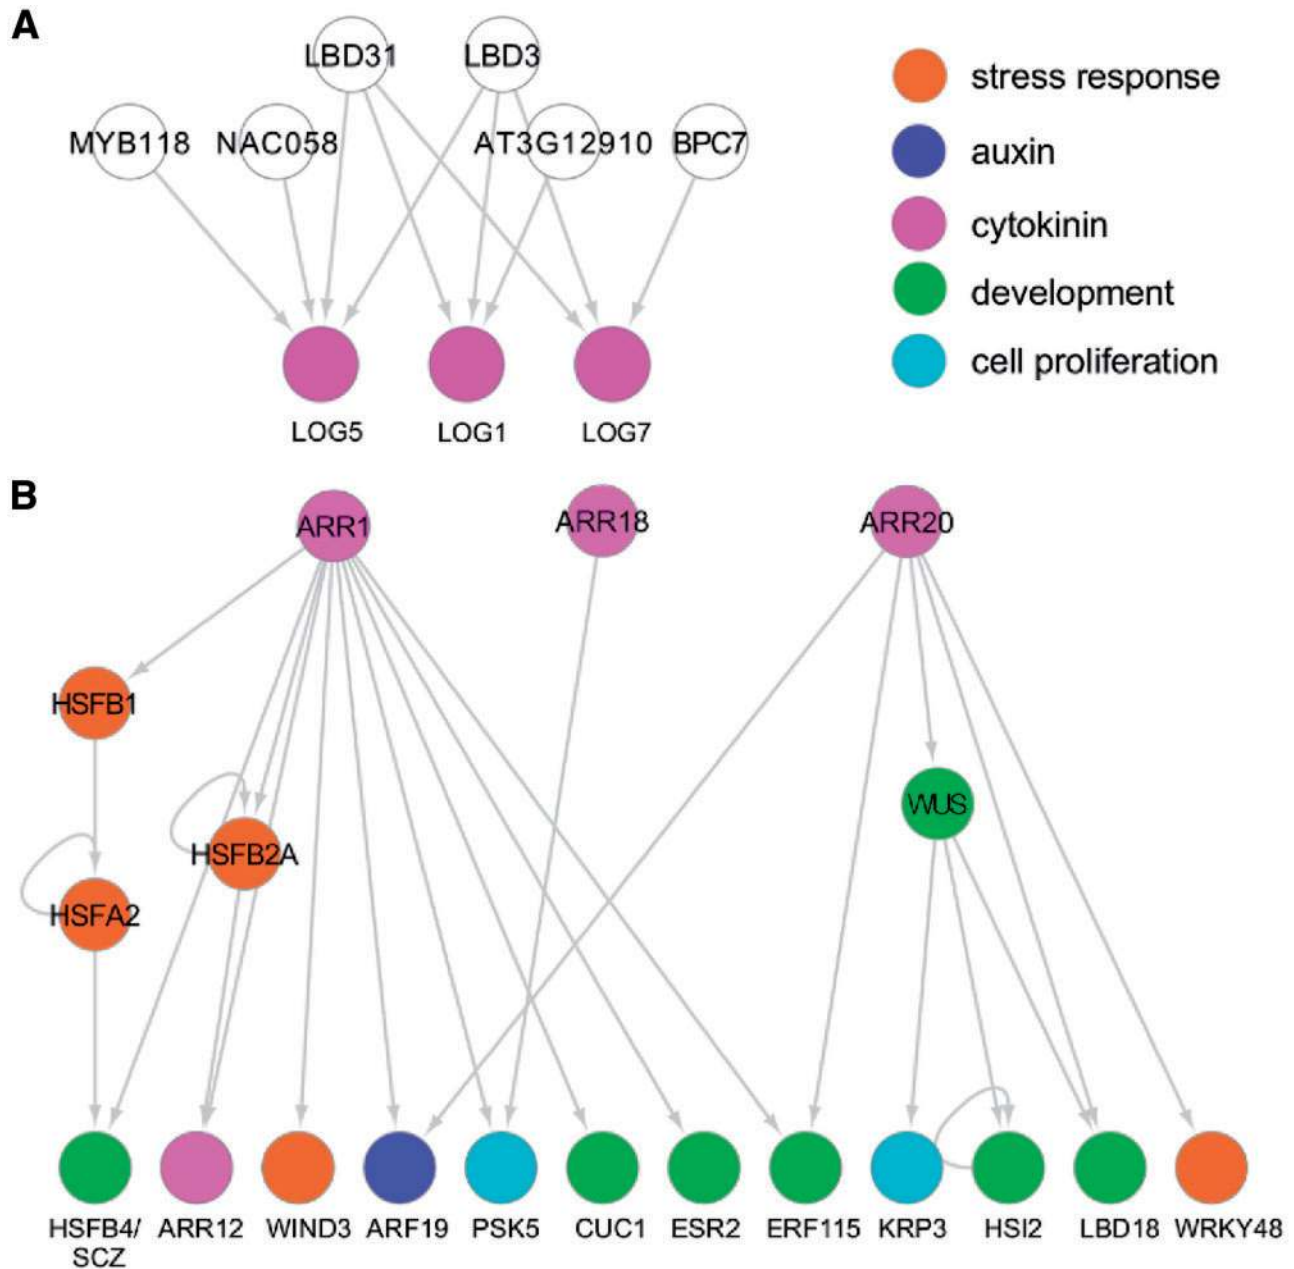 A
LBD31
LBD3
stress response
MYB118
NAC058
AT3G12910
BPC7
auxin
cytokinin
development
cell proliferation
LOG5
LOG1
LOG7
B
ARR1
ARR18
ARR20
HSFB1
WUS
HSFB2A
HSFA2
HSFB4/
SCZ
ARR12
WIND3
ARF19
PSK5
CUC1
ESR2
ERF115
KRP3
HSI2
LBD18
WRKY48